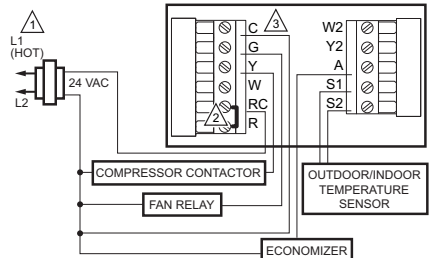 1
L1
(HOT)
L2
24 VAC
C
G
Y
W
RC
R
3
2
W2
Y2
A
S1
S2
COMPRESSOR CONTACTOR
FAN RELAY
OUTDOOR/INDOOR
TEMPERATURE
SENSOR
ECONOMIZER